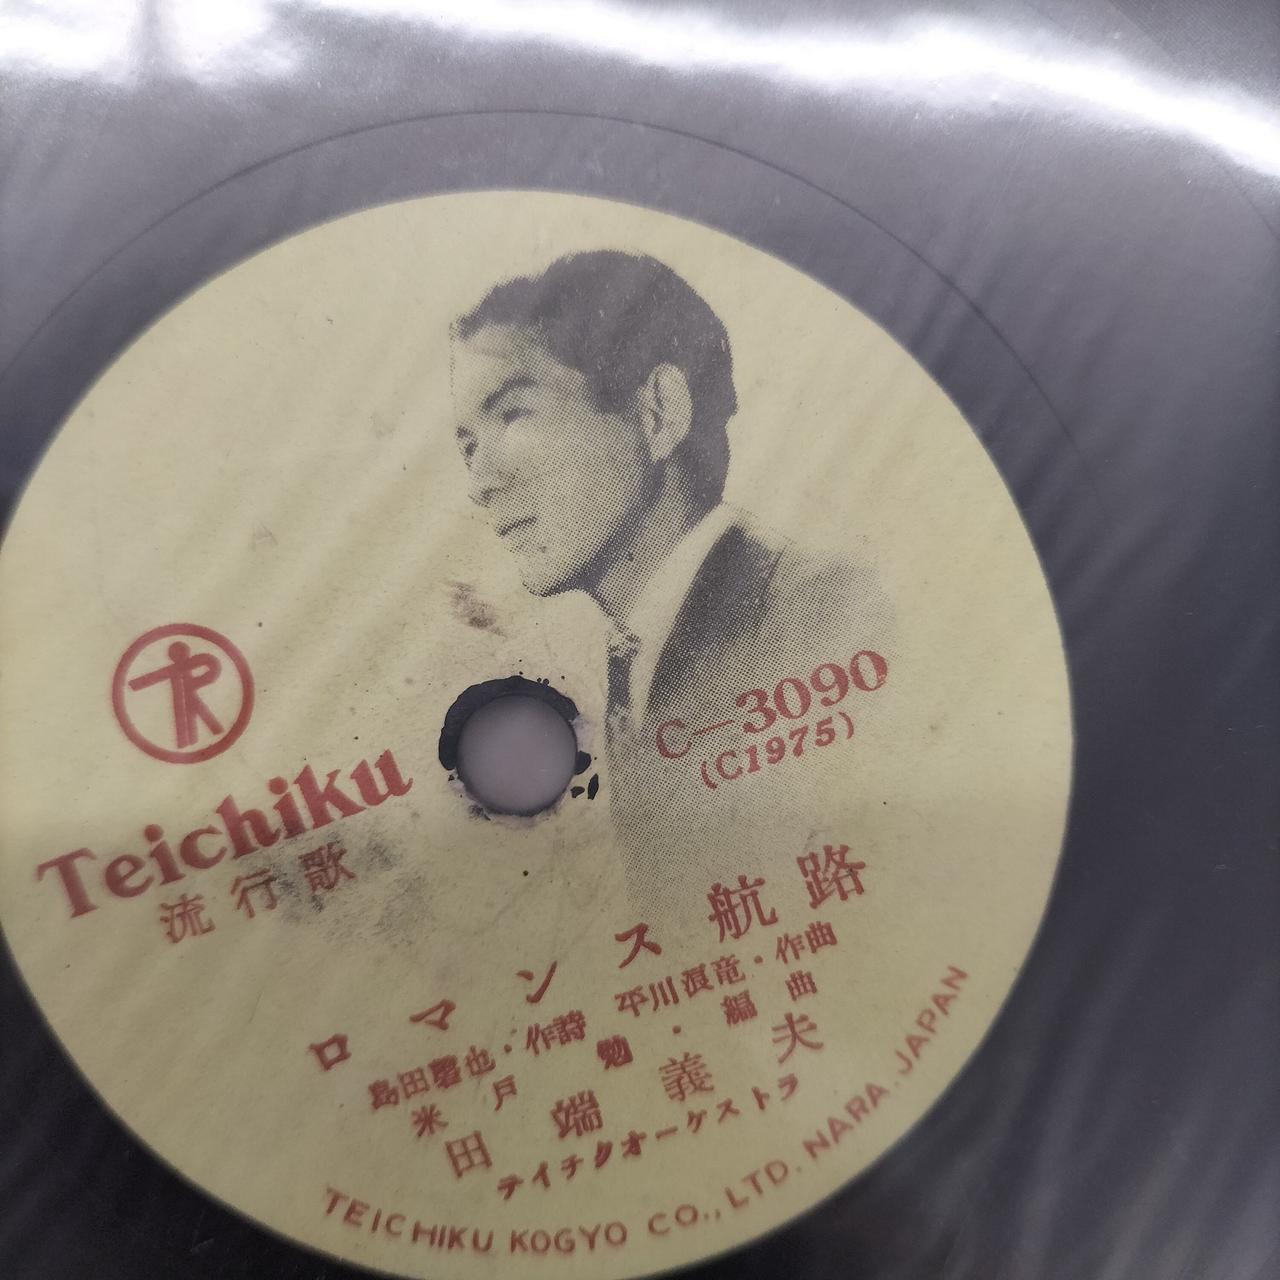 Teichiku
流行歌
C-3090
(C1975)
ロマンス航路
島田磬也・作詩 平川浪竜・作曲
米戸勉・編曲
田端義夫
テイチクオーケストラ
TEICHIKU KOGYO CO., LTD. NARA. JAPAN